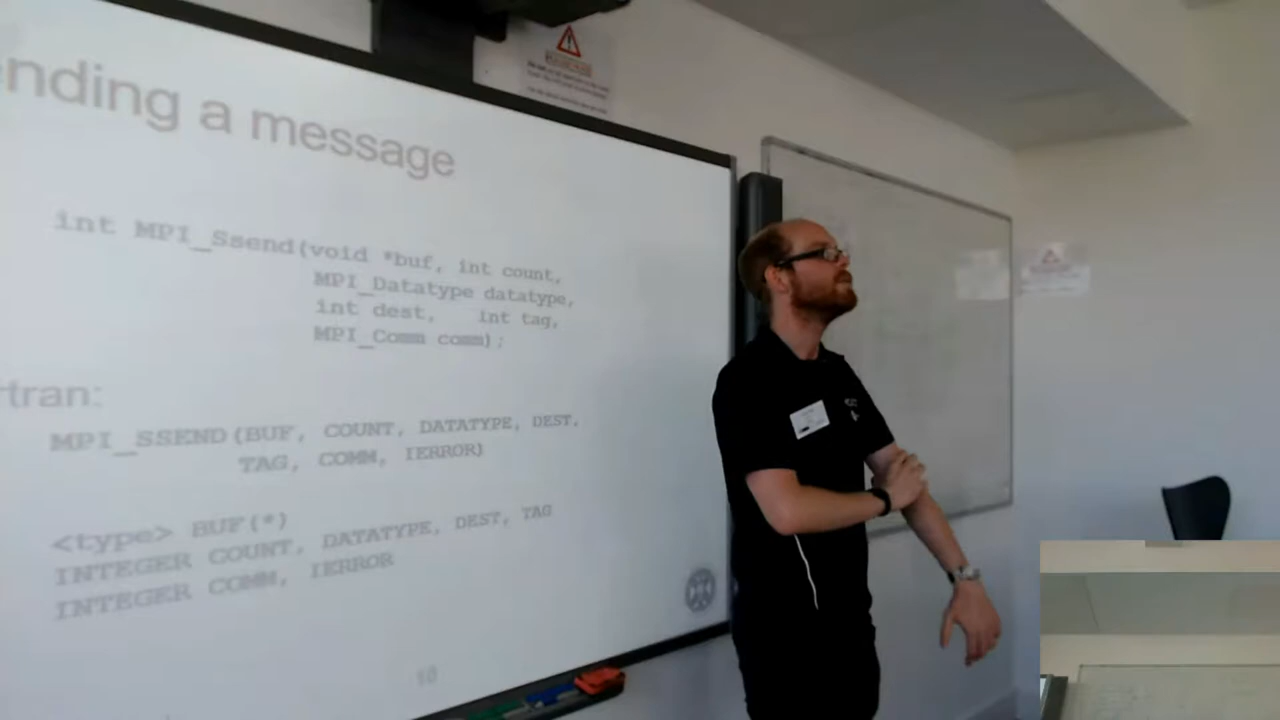 nding a message
int MPI_Ssend(void *buf, int count,
MPI_Datatype datatype,
int dest, int tag,
MPI_Comm comm);
rtran:
MPI_SSEND(BUF, COUNT, DATATYPE, DEST,
TAG, COMM, IERROR)
<type> BUF(*)
INTEGER COUNT, DATATYPE, DEST, TAG
INTEGER COMM, IERROR
10